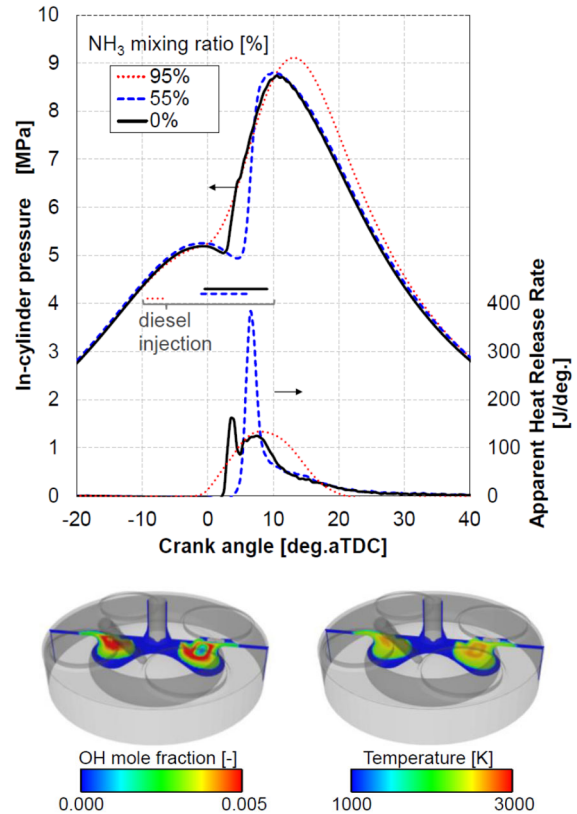 10
9
8
7
6
5
4
3
2
1
0
In-cylinder pressure [MPa]
NH3 mixing ratio [%]
95%
55%
0%
diesel
injection
400
300
200
100
0
Apparent Heat Release Rate
[J/deg.]
-20 -10 0 10 20 30 40
Crank angle [deg.aTDC]
OH mole fraction [-]
0.000 0.005
Temperature [K]
1000 3000